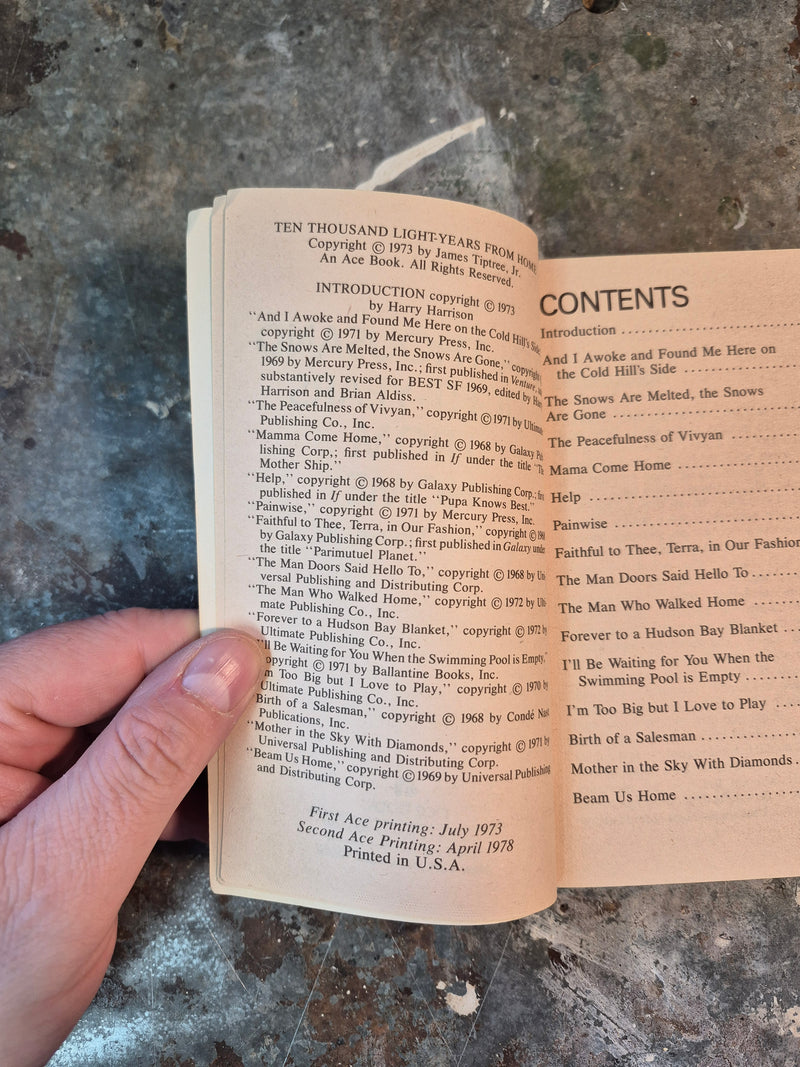 TEN THOUSAND LIGHT-YEARS FROM HOME
Copyright © 1973 by James Tiptree, Jr.
An Ace Book. All Rights Reserved.
INTRODUCTION copyright © 1973
by Harry Harrison
"And I Awoke and Found Me Here on the Cold Hill's Side,
copyright © 1971 by Mercury Press, Inc.
"The Snows Are Melted, the Snows Are Gone," copyright
1969 by Mercury Press, Inc.; first published in Venture,
substantively revised for BEST SF 1969, edited by
Harrison and Brian Aldiss.
"The Peacefulness of Vivyan," copyright © 1971 by
Publishing Co., Inc.
"Mamma Come Home," copyright © 1968 by Galaxy
lishing Corp,; first published in If under the title
Mother Ship."
"Help," copyright © 1968 by Galaxy Publishing Corp.;
published in If under the title "Pupa Knows Best."
"Painwise," copyright © 1971 by Mercury Press, Inc.
"Faithful to Thee, Terra, in Our Fashion," copyright ©
by Galaxy Publishing Corp.; first published in Galaxy under
the title "Parimutuel Planet."
"The Man Doors Said Hello To," copyright © 1968 by
versal Publishing and Distributing Corp.
"The Man Who Walked Home," copyright © 1972 by
mate Publishing Co., Inc.
"Forever to a Hudson Bay Blanket," copyright © 1972 by
Ultimate Publishing Co., Inc.
I'll Be Waiting for You When the Swimming Pool is Empty,"
opyright © 1971 by Ballantine Books, Inc.
m Too Big but I Love to Play," copyright © 1970 by
Ultimate Publishing Co., Inc.
Birth of a Salesman," copyright © 1968 by Condé Nast
Publications, Inc.
"Mother in the Sky With Diamonds," copyright © 1971 by
Universal Publishing and Distributing Corp.
"Beam Us Home," copyright © 1969 by Universal Publishing
and Distributing Corp.
First Ace printing: July 1973
Second Ace Printing: April 1978
Printed in U.S.A.
CONTENTS
Introduction
And I Awoke and Found Me Here on
the Cold Hill's Side
The Snows Are Melted, the Snows
Are Gone
The Peacefulness of Vivyan
Mama Come Home
Help
Painwise
Faithful to Thee, Terra, in Our Fashion
The Man Doors Said Hello To
The Man Who Walked Home
Forever to a Hudson Bay Blanket
I'll Be Waiting for You When the
Swimming Pool is Empty
I'm Too Big but I Love to Play
Birth of a Salesman
Mother in the Sky With Diamonds
Beam Us Home